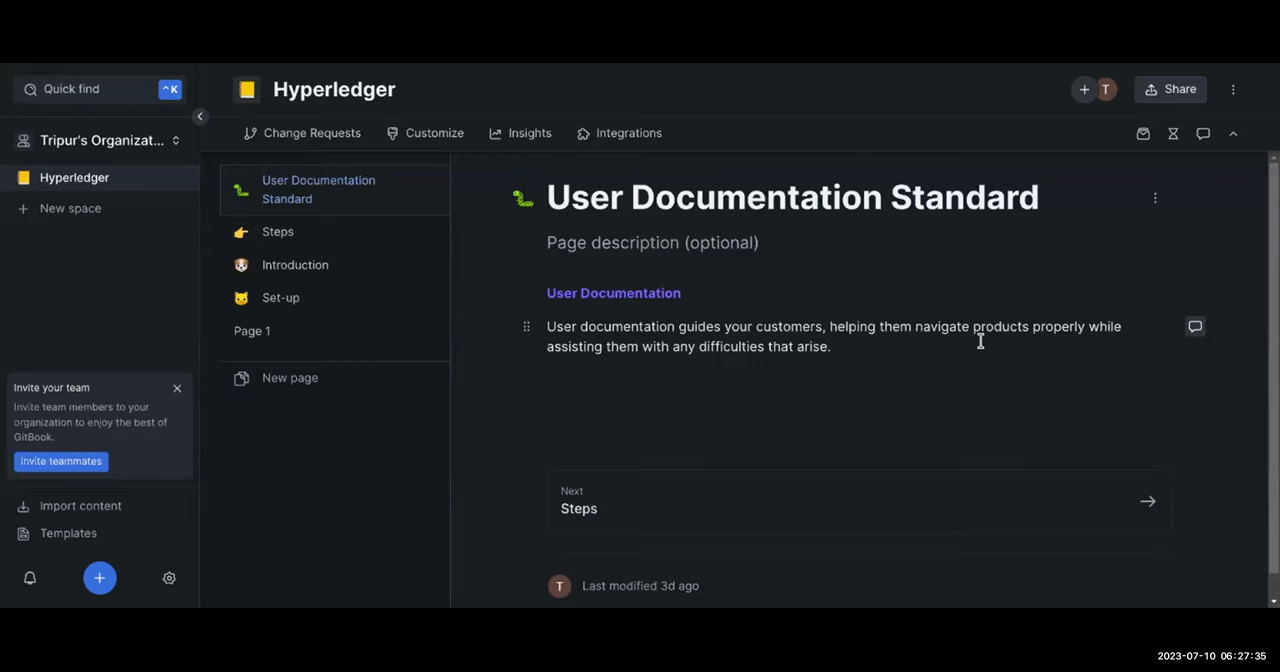 Quick find
^K
Tripur's Organizat...
Hyperledger
New space
Invite your team
Invite team members to your
organization to enjoy the best of
GitBook.
Invite teammates
Import content
Templates
Hyperledger
T
Share
Change Requests
Customize
Insights
Integrations
User Documentation
Standard
Steps
Introduction
Set-up
Page 1
New page
User Documentation Standard
Page description (optional)
User Documentation
User documentation guides your customers, helping them navigate products properly while
assisting them with any difficulties that arise.
Next
Steps
T
Last modified 3d ago
2023-07-10 06:27:35